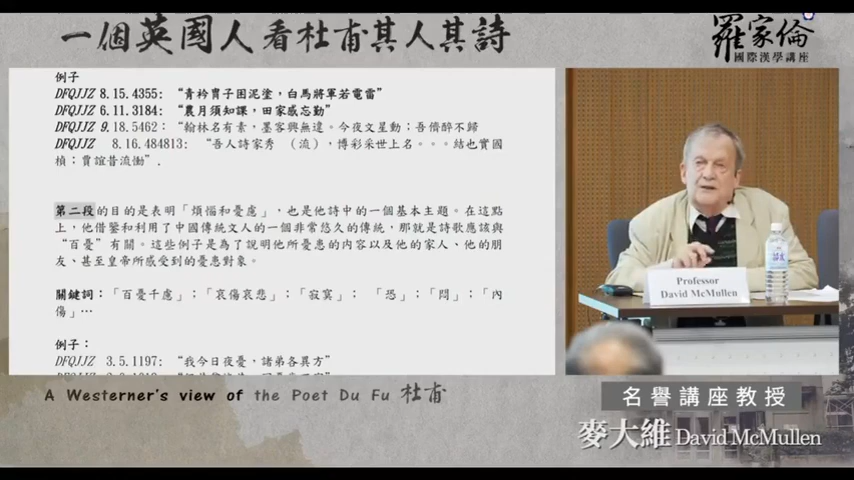 一個英國人看杜甫其人其詩
羅家倫
國際漢學講座
例子
DFQJJZ 8.15.4355: “青衿胄子困泥塗，白馬將軍若電雷”
DFQJJZ 6.11.3184: “農月須知課，田家感忘勤”
DFQJJZ 9.18.5462: “翰林名有素，墨客興無違。今夜文星動；吾儕醉不歸
DFQJJZ 8.16.484813: “吾人詩家秀 （流），博彩采世上名。。。結也實國
楨；賈誼昔流慟”.
第二段的目的是表明「煩惱和憂慮」，也是他詩中的一個基本主題。在這點
上，他借鑒和利用了中國傳統文人的一個非常悠久的傳統，那就是詩歌應該與
“百憂” 有關。這些例子是為了說明他所憂患的內容以及他的家人、他的朋
友、甚至皇帝所感受到的憂患對象。
關鍵詞：「百憂千慮」；「哀傷哀悲」；「寂寞」； 「恐」；「悶」；「內
傷」…
例子：
DFQJJZ 3.5.1197: “我今日夜憂，諸弟各異方”
Professor
David McMullen
A Westerner's view of the Poet Du Fu 杜甫
名譽講座教授
麥大維 David McMullen